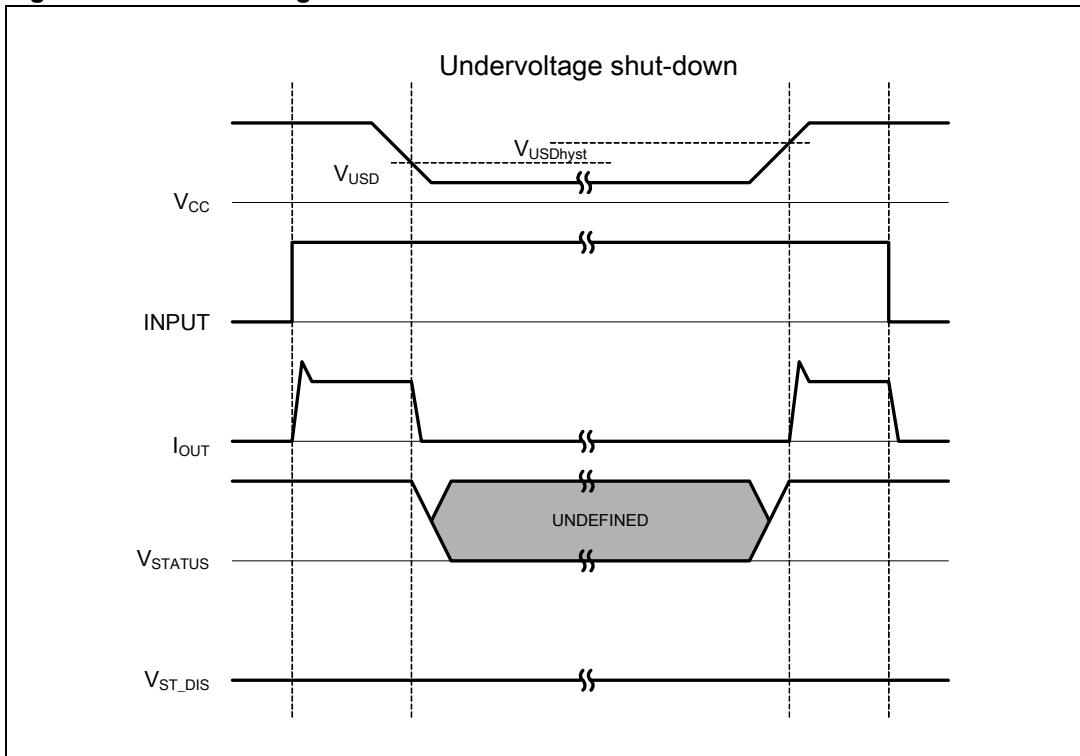 Undervoltage shut-down
VUSDhyst
VUSD
VCC
INPUT
IOUT
UNDEFINED
VSTATUS
VST_DIS